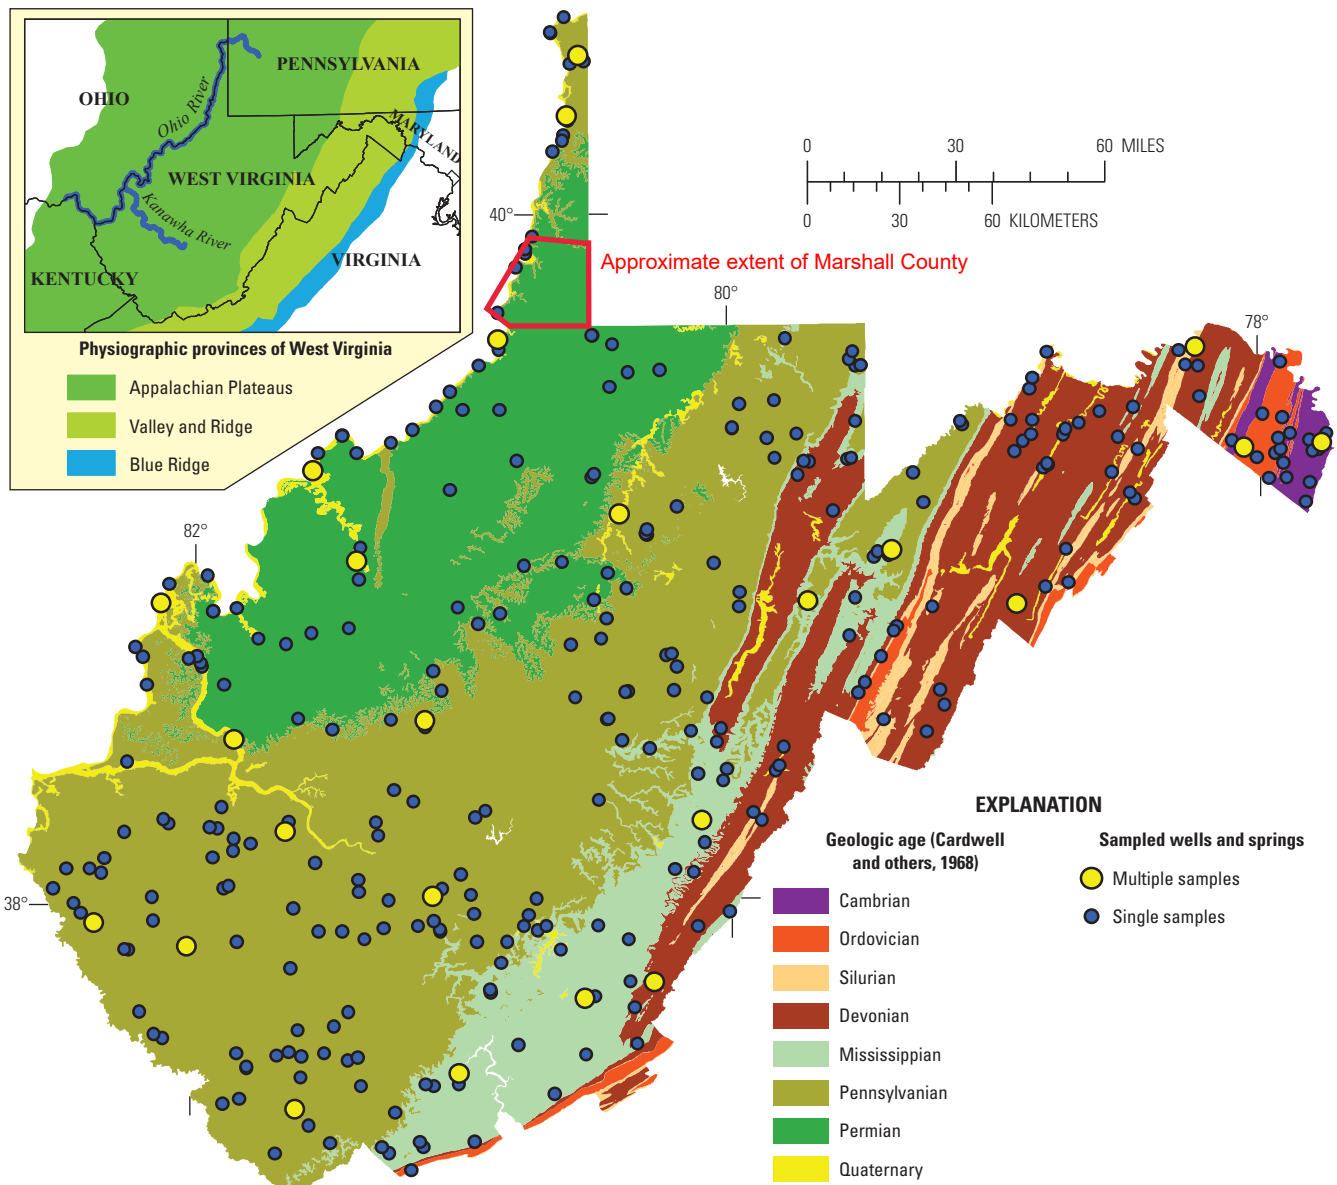 OHIO
PENNSYLVANIA
Ohio River
MARYLAND
WEST VIRGINIA
Kanawha River
VIRGINIA
KENTUCKY
Physiographic provinces of West Virginia
Appalachian Plateaus
Valley and Ridge
Blue Ridge
0 30 60 MILES
0 30 60 KILOMETERS
40°
Approximate extent of Marshall County
80°
78°
82°
38°
EXPLANATION
Geologic age (Cardwell
and others, 1968)
Cambrian
Ordovician
Silurian
Devonian
Mississippian
Pennsylvanian
Permian
Quaternary
Sampled wells and springs
Multiple samples
Single samples